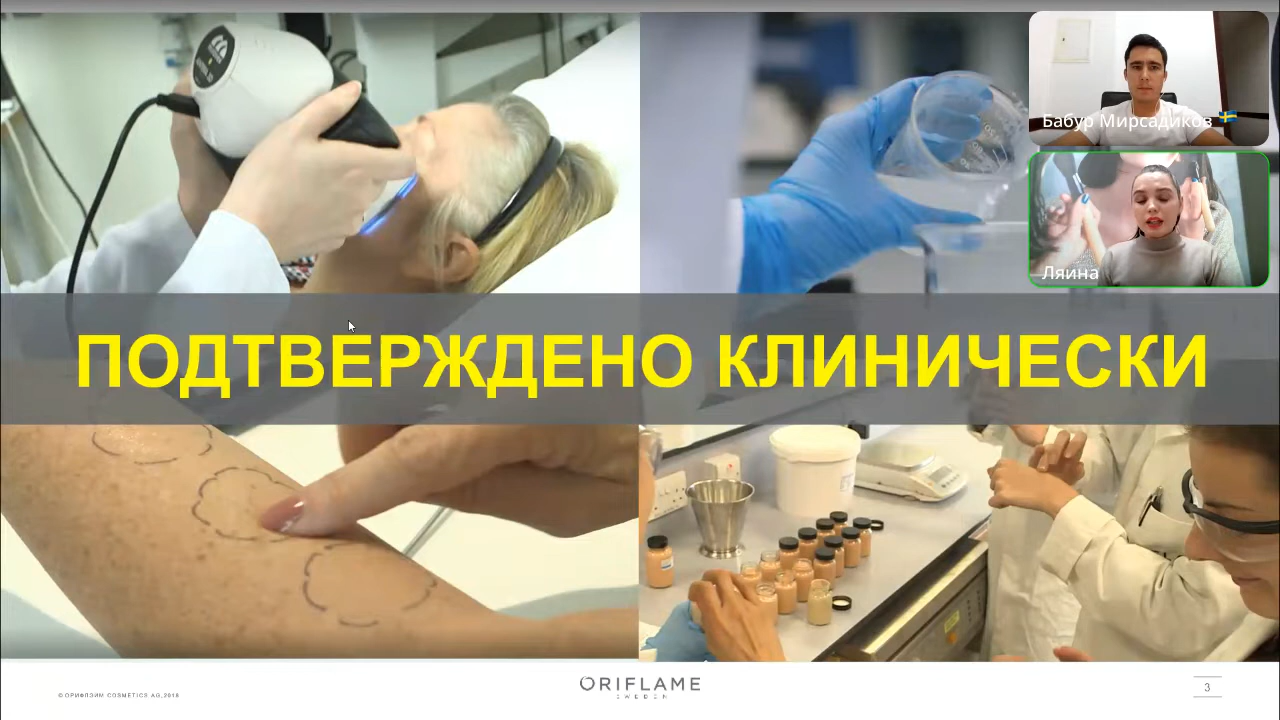 Бабур Мирсадиков 🇸🇪
Ляина
ПОДТВЕРЖДЕНО КЛИНИЧЕСКИ
© ОРИФЛЭЙМ COSMETICS AG, 2018
ORIFLAME
SWEDEN
3